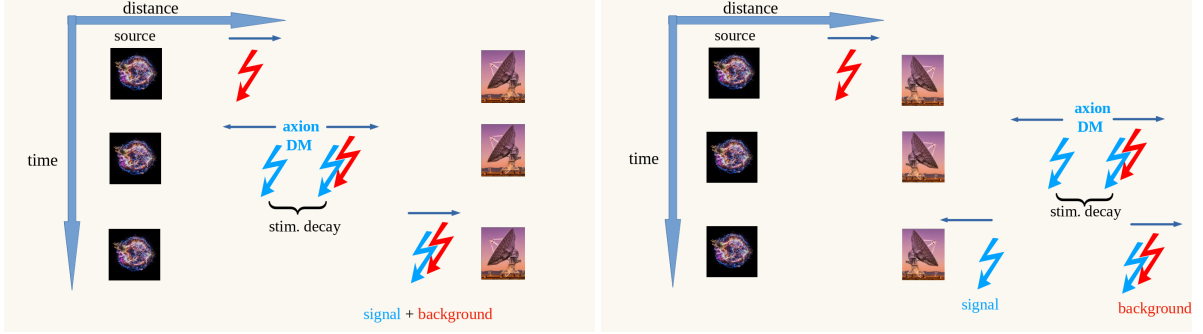 distance
source
axion
DM
time
stim. decay
signal + background
distance
source
axion
DM
time
stim. decay
signal
background